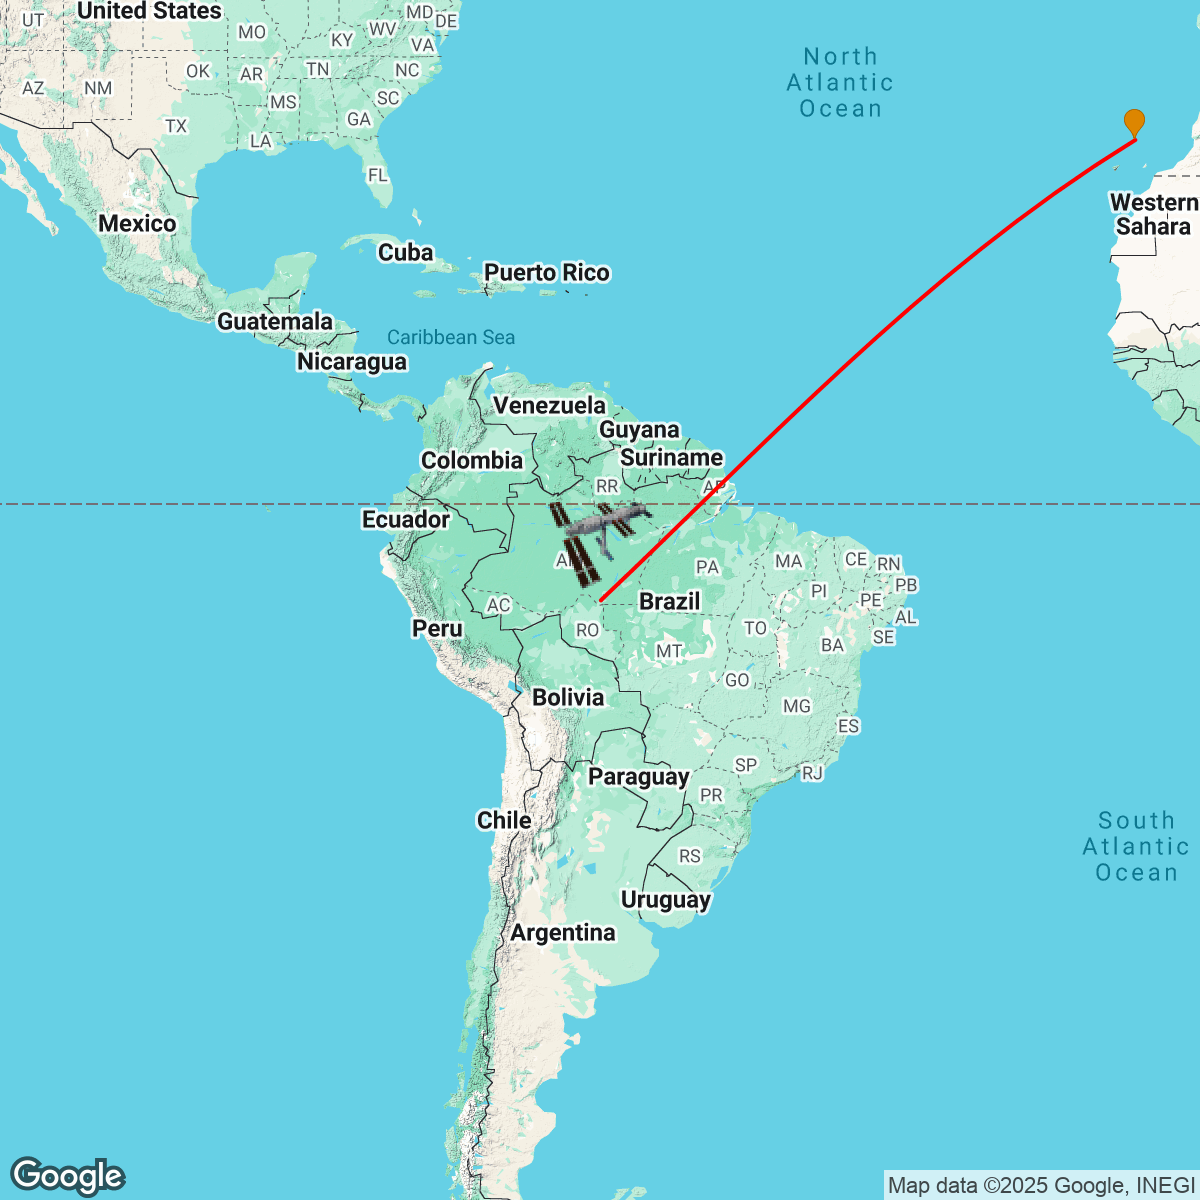 United States
UT
MO
KY
WV
MD
DE
VA
AZ
NM
OK
AR
TN
NC
MS
SC
TX
LA
GA
FL
North
Atlantic
Ocean
Mexico
Cuba
Puerto Rico
Western
Sahara
Guatemala
Caribbean Sea
Nicaragua
Venezuela
Guyana
Colombia
Suriname
RR
AP
Ecuador
PA
MA
CE
RN
PI
PB
PE
AL
AC
Brazil
Peru
RO
TO
SE
MT
BA
GO
Bolivia
MG
ES
SP
RJ
Paraguay
PR
Chile
RS
South
Atlantic
Ocean
Uruguay
Argentina
Google
Map data ©2025 Google, INEGI